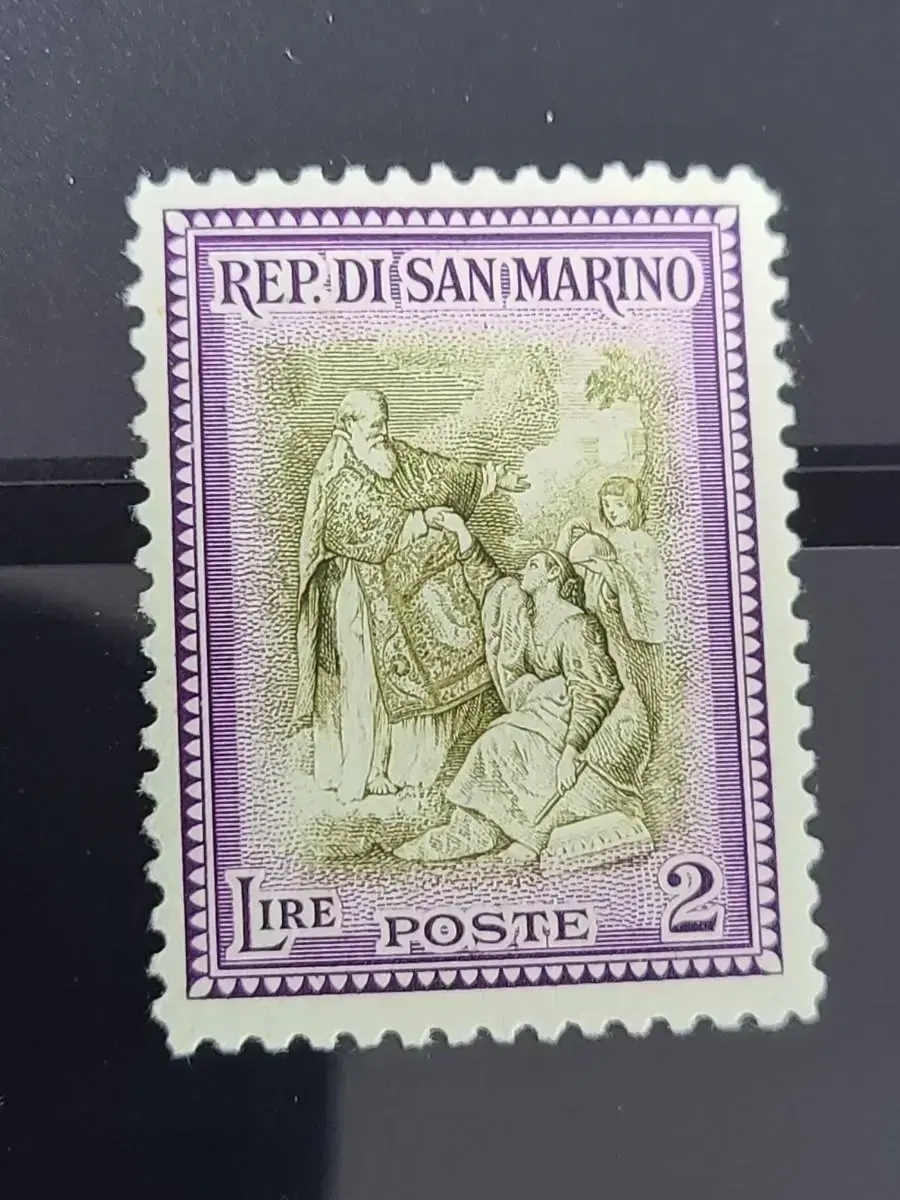 REP. DI SAN MARINO
LIRE POSTE 2